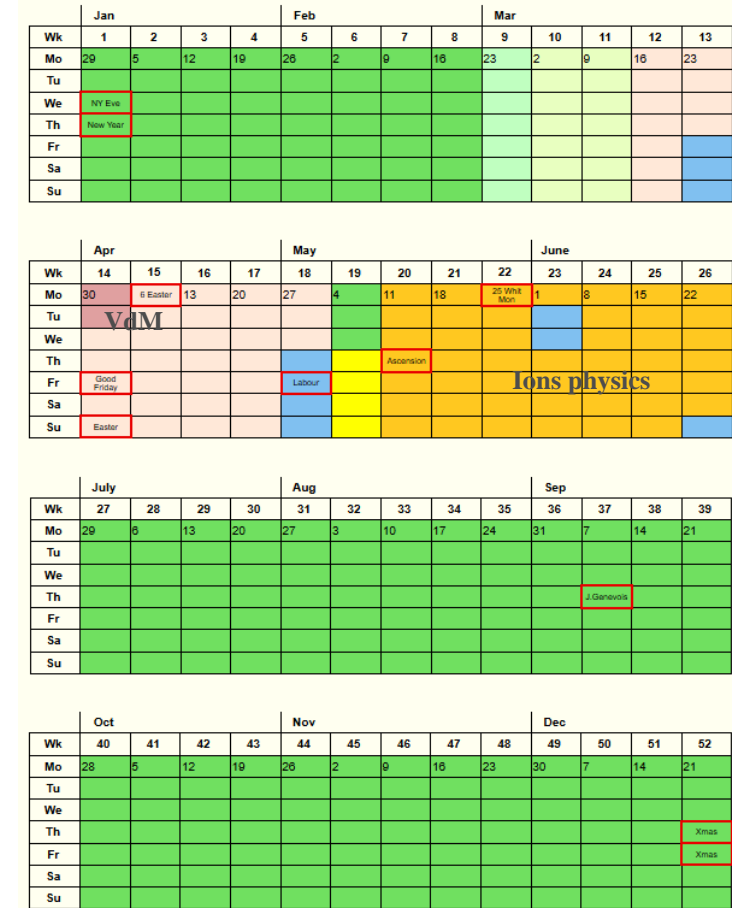 Jan Feb Mar
Wk 1 2 3 4 5 6 7 8 9 10 11 12 13
Mo 29 5 12 19 26 2 9 16 23 2 9 16 23
Tu
We NY Eve
Th New Year
Fr
Sa
Su
Apr May June
Wk 14 15 16 17 18 19 20 21 22 23 24 25 26
Mo 30 6 Easter 13 20 27 4 11 18 25 Whit Mon 1 8 15 22
Tu VdM
We
Th Ascension
Fr Good Friday Labour Ions physics
Sa
Su Easter
July Aug Sep
Wk 27 28 29 30 31 32 33 34 35 36 37 38 39
Mo 29 6 13 20 27 3 10 17 24 31 7 14 21
Tu
We
Th J.Genevois
Fr
Sa
Su
Oct Nov Dec
Wk 40 41 42 43 44 45 46 47 48 49 50 51 52
Mo 28 5 12 19 26 2 9 16 23 30 7 14 21
Tu
We
Th Xmas
Fr Xmas
Sa
Su